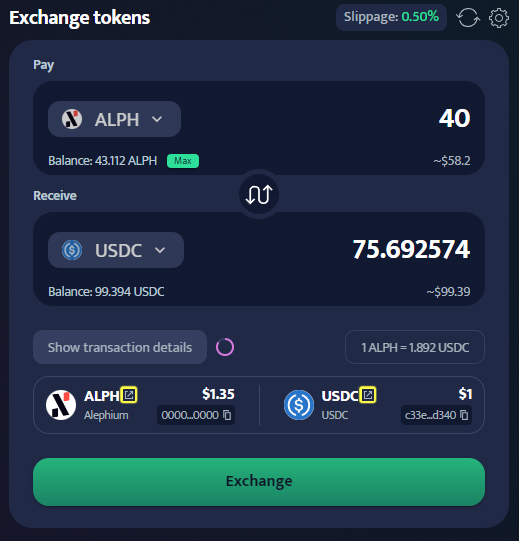 Exchange tokens
Slippage: 0.50%
Pay
ALPH
40
Balance: 43.112 ALPH Max
~$58.2
Receive
USDC
75.692574
Balance: 99.394 USDC
~$99.39
Show transaction details
1 ALPH = 1.892 USDC
ALPH $1.35
Alephium 0000...0000
USDC $1
USDC c33e...d340
Exchange